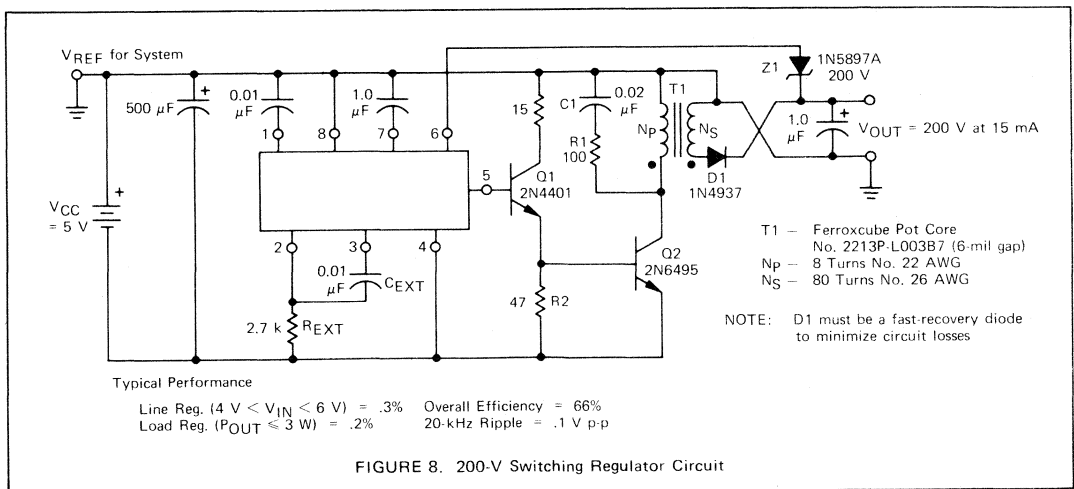 VREF for System
500 µF
0.01 µF
1.0 µF
1 8 7 6
15
C1 0.02 µF
R1 100
NP
T1
NS
Z1 1N5897A
200 V
1.0 µF
VOUT = 200 V at 15 mA
D1
1N4937
VCC = 5 V
5
Q1
2N4401
2 3 4
0.01 µF CEXT
2.7 k REXT
47 R2
Q2
2N6495
T1 – Ferroxcube Pot Core
No. 2213P-L003B7 (6-mil gap)
NP – 8 Turns No. 22 AWG
NS – 80 Turns No. 26 AWG
NOTE: D1 must be a fast-recovery diode
to minimize circuit losses
Typical Performance
Line Reg. (4 V < VIN < 6 V) = .3% Overall Efficiency = 66%
Load Reg. (POUT ⩽ 3 W) = .2% 20-kHz Ripple = .1 V p-p
FIGURE 8. 200-V Switching Regulator Circuit